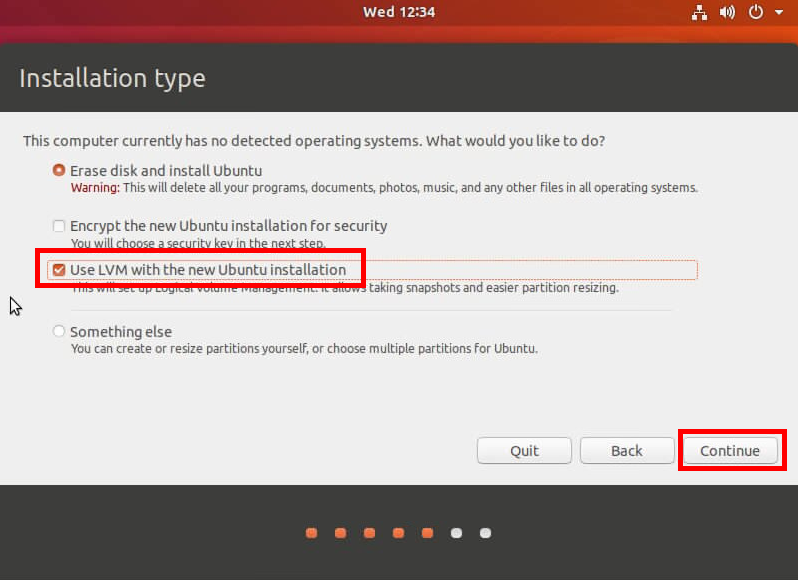 Wed 12:34
Installation type
This computer currently has no detected operating systems. What would you like to do?
Erase disk and install Ubuntu
Warning: This will delete all your programs, documents, photos, music, and any other files in all operating systems.
Encrypt the new Ubuntu installation for security
You will choose a security key in the next step.
Use LVM with the new Ubuntu installation
This will set up Logical Volume Management. It allows taking snapshots and easier partition resizing.
Something else
You can create or resize partitions yourself, or choose multiple partitions for Ubuntu.
Quit Back Continue